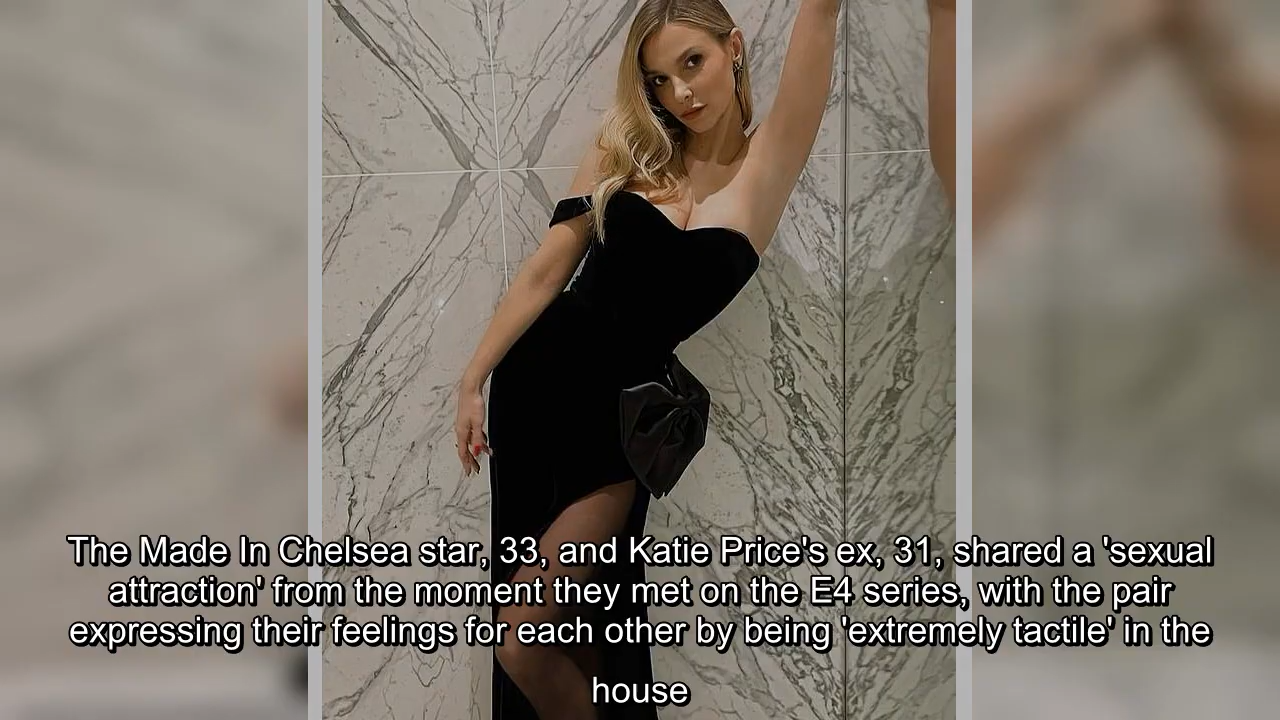 The Made In Chelsea star, 33, and Katie Price's ex, 31, shared a 'sexual
attraction' from the moment they met on the E4 series, with the pair
expressing their feelings for each other by being 'extremely tactile' in the
house